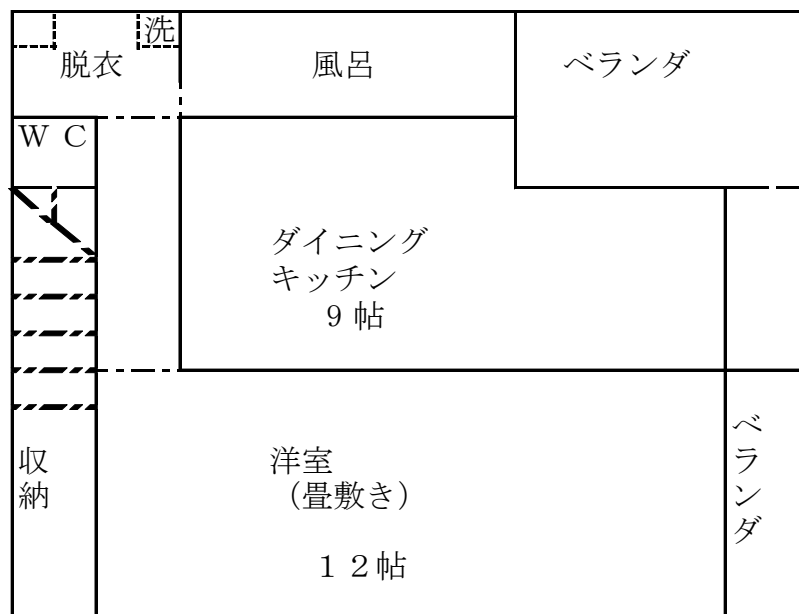 洗
脱衣
風呂
ベランダ
ＷＣ
ダイニング
キッチン
９帖
収納
洋室
（畳敷き）
１２帖
ベランダ